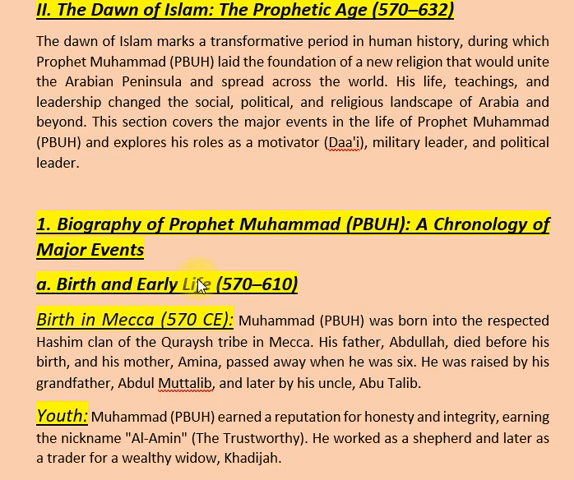 II. The Dawn of Islam: The Prophetic Age (570–632)
The dawn of Islam marks a transformative period in human history, during which
Prophet Muhammad (PBUH) laid the foundation of a new religion that would unite
the Arabian Peninsula and spread across the world. His life, teachings, and
leadership changed the social, political, and religious landscape of Arabia and
beyond. This section covers the major events in the life of Prophet Muhammad
(PBUH) and explores his roles as a motivator (Daa'i), military leader, and political
leader.
1. Biography of Prophet Muhammad (PBUH): A Chronology of
Major Events
a. Birth and Early Life (570–610)
Birth in Mecca (570 CE): Muhammad (PBUH) was born into the respected
Hashim clan of the Quraysh tribe in Mecca. His father, Abdullah, died before his
birth, and his mother, Amina, passed away when he was six. He was raised by his
grandfather, Abdul Muttalib, and later by his uncle, Abu Talib.
Youth: Muhammad (PBUH) earned a reputation for honesty and integrity, earning
the nickname "Al-Amin" (The Trustworthy). He worked as a shepherd and later as
a trader for a wealthy widow, Khadijah.